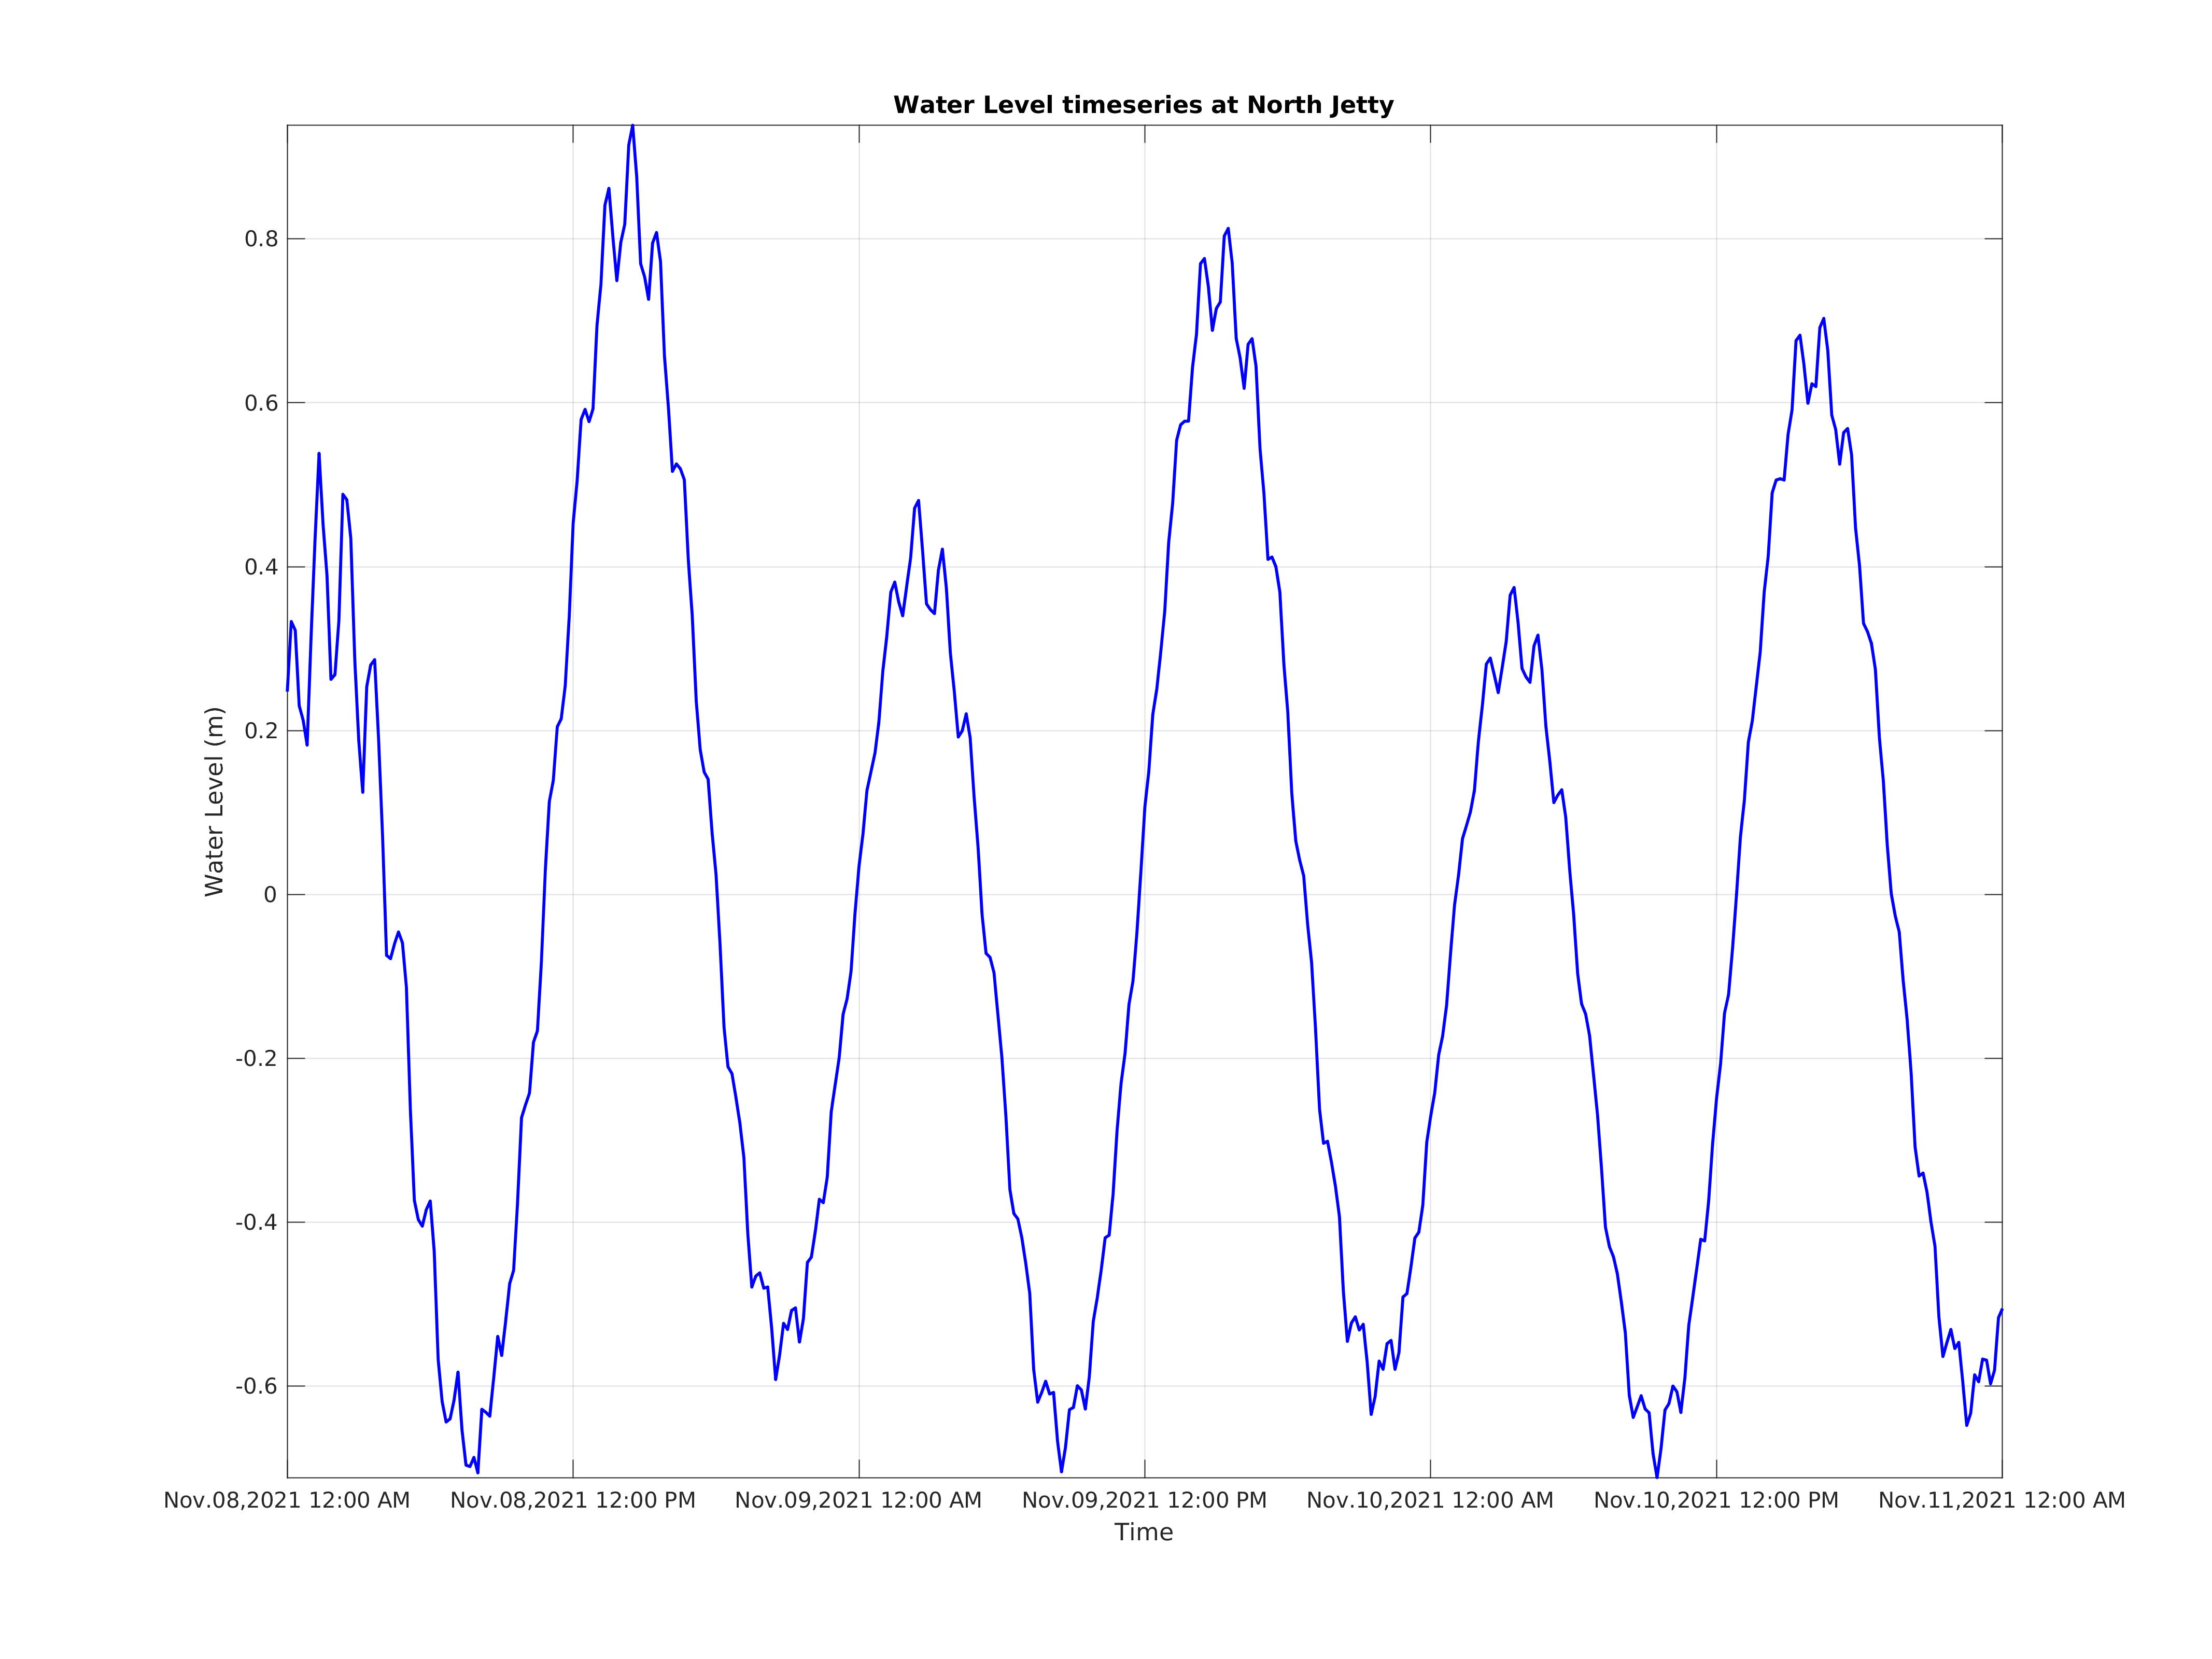 Water Level timeseries at North Jetty
0.8
0.6
0.4
0.2
0
-0.2
-0.4
-0.6
Water Level (m)
Nov.08,2021 12:00 AM Nov.08,2021 12:00 PM Nov.09,2021 12:00 AM Nov.09,2021 12:00 PM Nov.10,2021 12:00 AM Nov.10,2021 12:00 PM Nov.11,2021 12:00 AM
Time